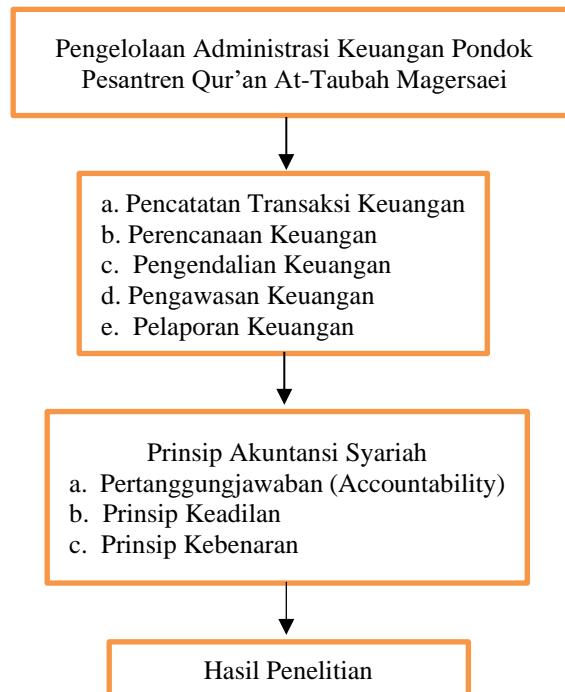 Pengelolaan Administrasi Keuangan Pondok
Pesantren Qur’an At-Taubah Magersaei
a. Pencatatan Transaksi Keuangan
b. Perencanaan Keuangan
c. Pengendalian Keuangan
d. Pengawasan Keuangan
e. Pelaporan Keuangan
Prinsip Akuntansi Syariah
a. Pertanggungjawaban (Accountability)
b. Prinsip Keadilan
c. Prinsip Kebenaran
Hasil Penelitian